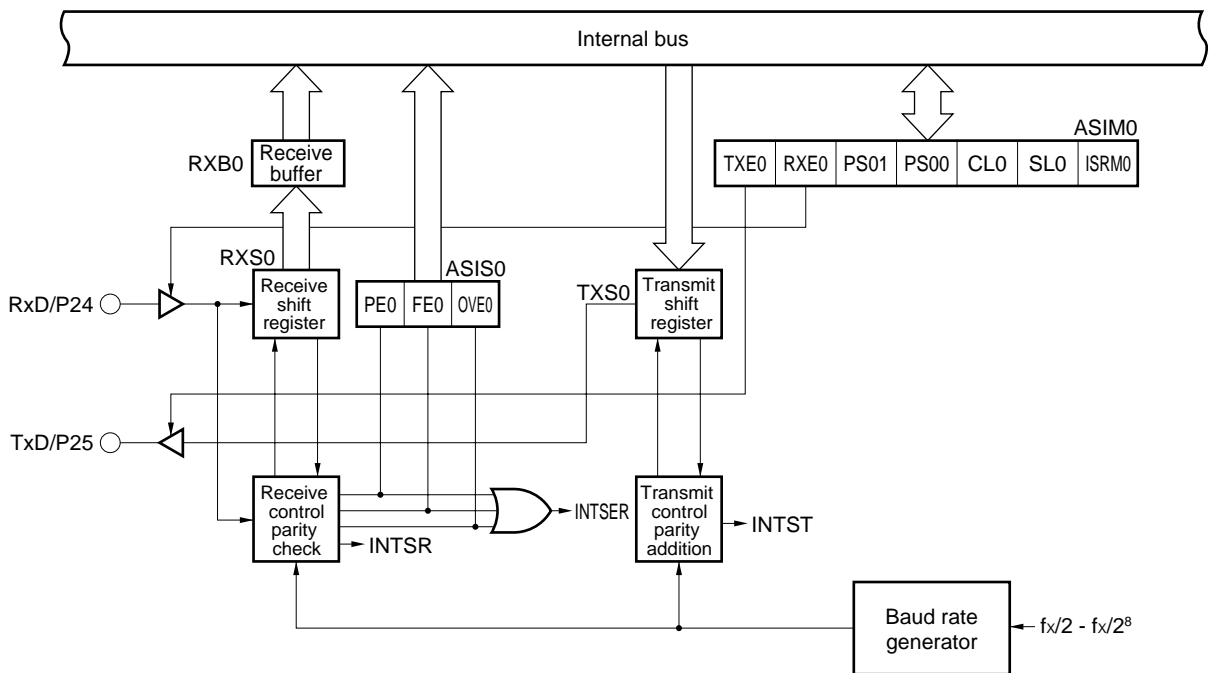 Internal bus
ASIM0
RXB0
Receive
buffer
TXE0 RXE0 PS01 PS00 CL0 SL0 ISRM0
RXS0
ASIS0
RxD/P24
Receive
shift
register
PE0 FE0 OVE0
TXS0
Transmit
shift
register
TxD/P25
Receive
control
parity
check
INTSER
INTSR
Transmit
control
parity
addition
INTST
Baud rate
generator
fx/2 - fx/2⁸